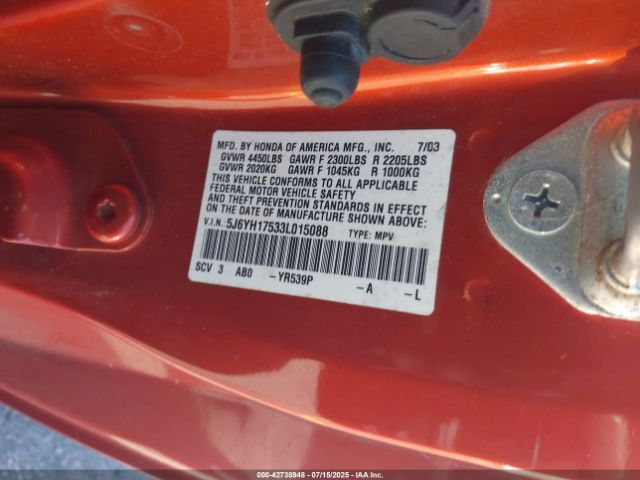 MFD. BY HONDA OF AMERICA MFG., INC. 7/03
GVWR 4450LBS GAWR F 2300LBS R 2205LBS
GVWR 2020KG GAWR F 1045KG R 1000KG
THIS VEHICLE CONFORMS TO ALL APPLICABLE
FEDERAL MOTOR VEHICLE SAFETY
AND THEFT PREVENTION STANDARDS IN EFFECT
ON THE DATE OF MANUFACTURE SHOWN ABOVE:
V.I.N. 5J6YH17533L015088 TYPE: MPV
SCV 3 AB0 -YR539P -A -L
000-42738948 - 07/15/2025 - IAA Inc.